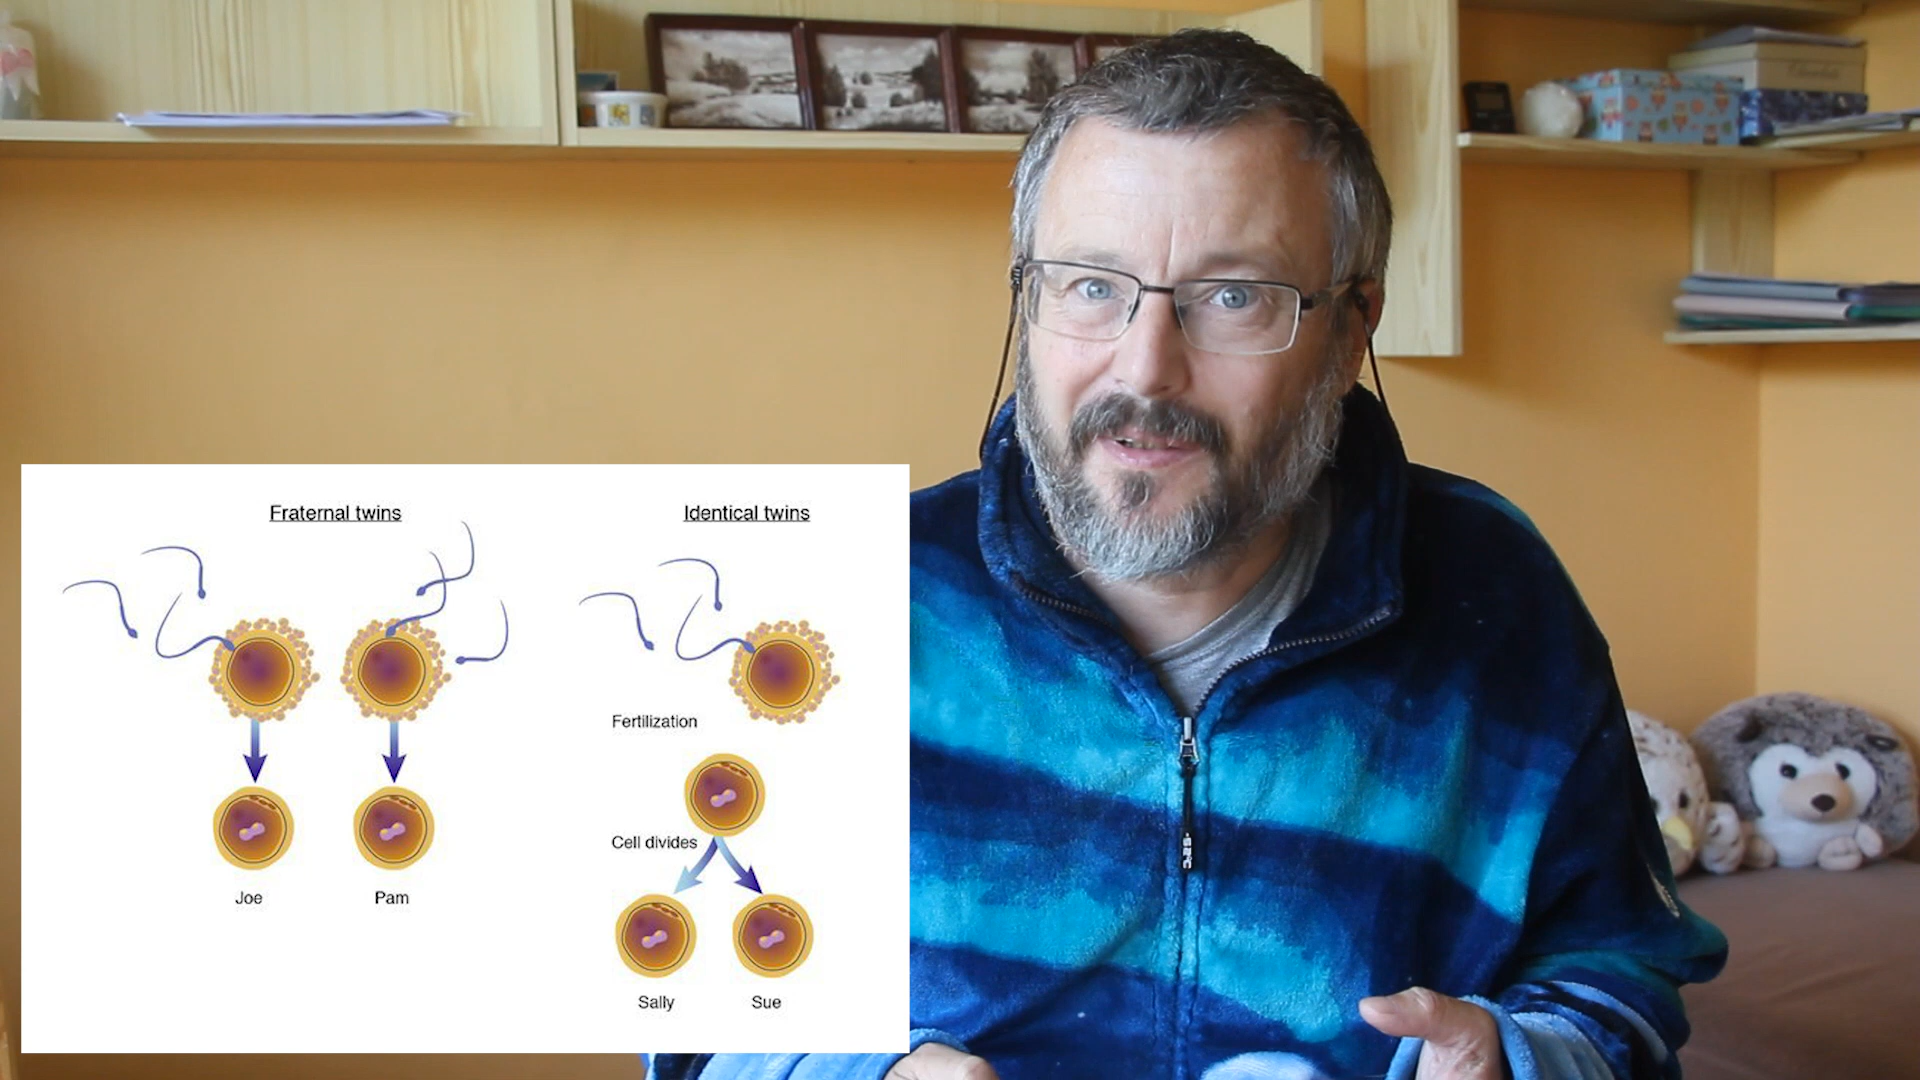 Fraternal twins
Identical twins
Fertilization
Cell divides
Joe
Pam
Sally
Sue